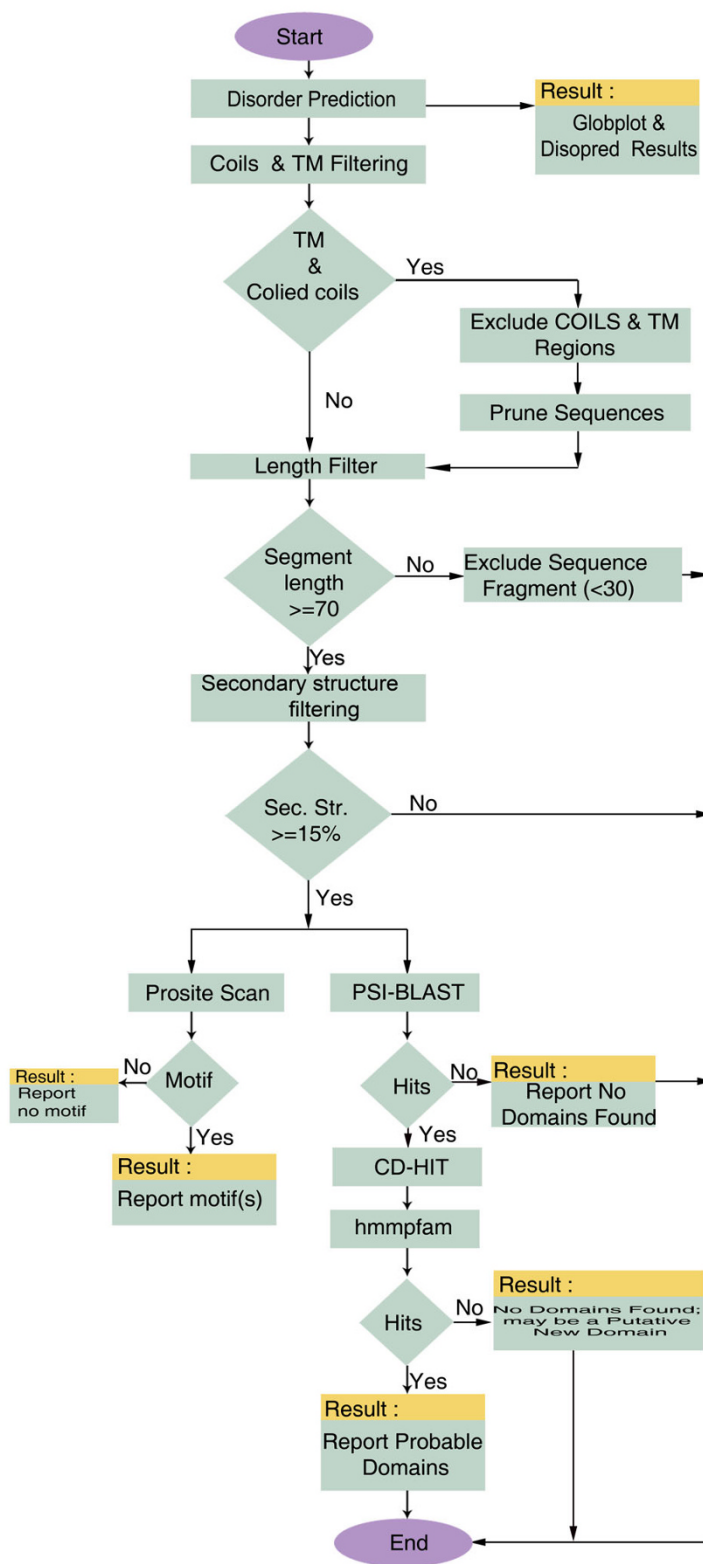 Start
Disorder Prediction
Result :
Globplot &
Disopred Results
Coils & TM Filtering
TM
&
Colied coils
Yes
Exclude COILS & TM
Regions
No
Prune Sequences
Length Filter
Segment
length
>=70
No
Exclude Sequence
Fragment (<30)
Yes
Secondary structure
filtering
Sec. Str.
>=15%
No
Yes
Prosite Scan
PSI-BLAST
Motif
No
Result :
Report
no motif
Yes
Result :
Report motif(s)
Hits
No
Result :
Report No
Domains Found
Yes
CD-HIT
hmmpfam
Hits
No
Result :
No Domains Found;
may be a Putative
New Domain
Yes
Result :
Report Probable
Domains
End